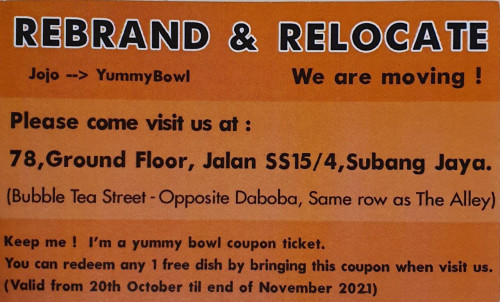 REBRAND & RELOCATE
Jojo --> YummyBowl We are moving !
Please come visit us at :
78,Ground Floor, Jalan SS15/4,Subang Jaya.
(Bubble Tea Street - Opposite Daboba, Same row as The Alley)
Keep me ! I'm a yummy bowl coupon ticket.
You can redeem any 1 free dish by bringing this coupon when visit us.
(Valid from 20th October til end of November 2021)